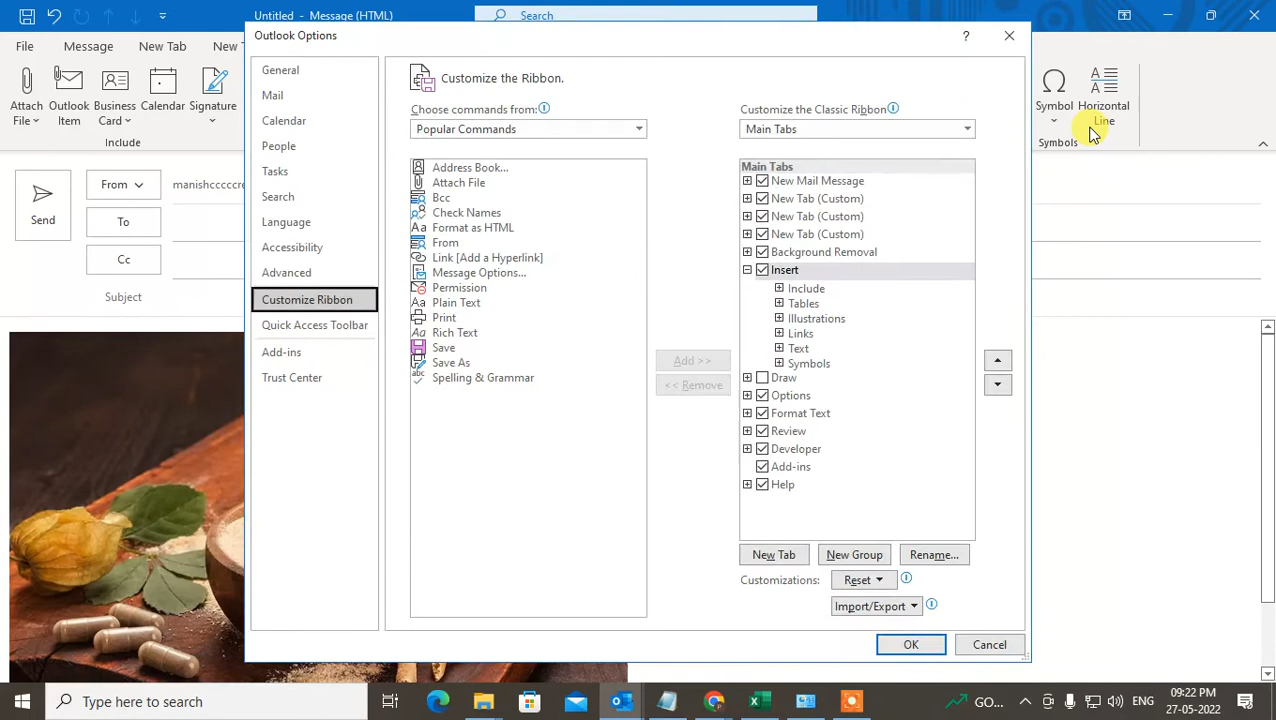 Untitled - Message (HTML)
Search
File
Message
New Tab
New T
Attach File
Outlook Item
Business Card
Calendar
Signature
Include
Symbol
Horizontal Line
Symbols
Send
From
manishcccccre
To
Cc
Subject
Outlook Options
?
General
Mail
Calendar
People
Tasks
Search
Language
Accessibility
Advanced
Customize Ribbon
Quick Access Toolbar
Add-ins
Trust Center
Customize the Ribbon.
Choose commands from:
Popular Commands
Address Book...
Attach File
Bcc
Check Names
Format as HTML
From
Link [Add a Hyperlink]
Message Options...
Permission
Plain Text
Print
Rich Text
Save
Save As
Spelling & Grammar
Add >>
<< Remove
Customize the Classic Ribbon
Main Tabs
Main Tabs
New Mail Message
New Tab (Custom)
New Tab (Custom)
New Tab (Custom)
Background Removal
Insert
Include
Tables
Illustrations
Links
Text
Symbols
Draw
Options
Format Text
Review
Developer
Add-ins
Help
New Tab
New Group
Rename...
Customizations:
Reset
Import/Export
OK
Cancel
Type here to search
GO...
ENG
09:22 PM
27-05-2022